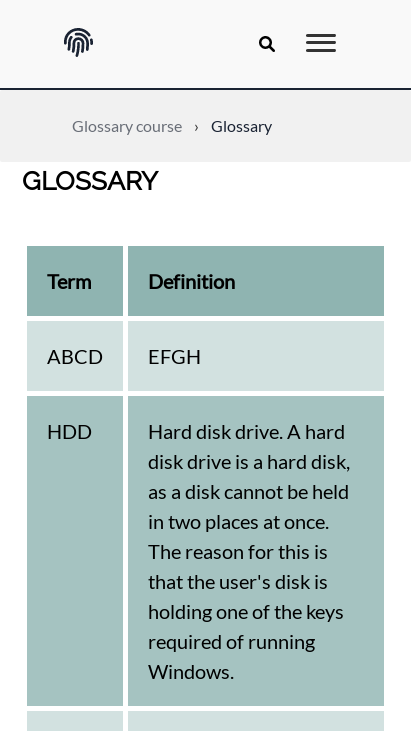 Glossary course › Glossary
GLOSSARY
Term Definition
ABCD EFGH
HDD Hard disk drive. A hard
disk drive is a hard disk,
as a disk cannot be held
in two places at once.
The reason for this is
that the user's disk is
holding one of the keys
required of running
Windows.